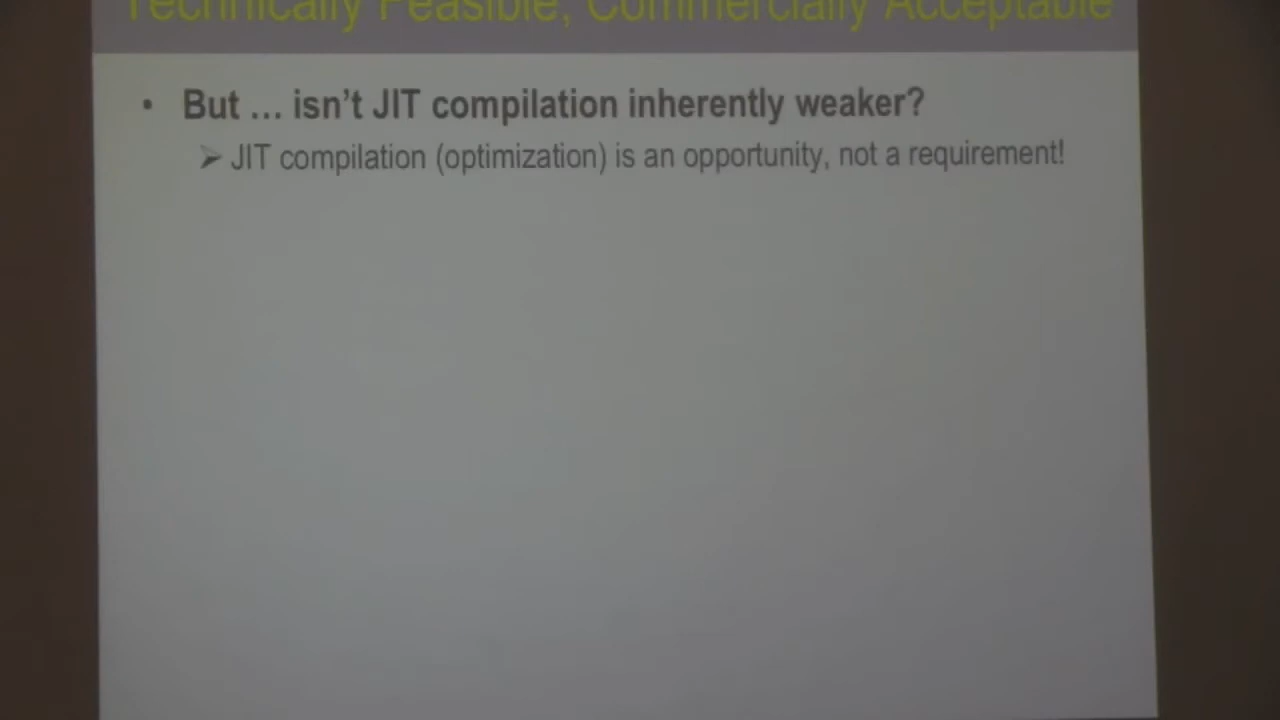 Technically Feasible, Commercially Acceptable
• But ... isn't JIT compilation inherently weaker?
➢ JIT compilation (optimization) is an opportunity, not a requirement!